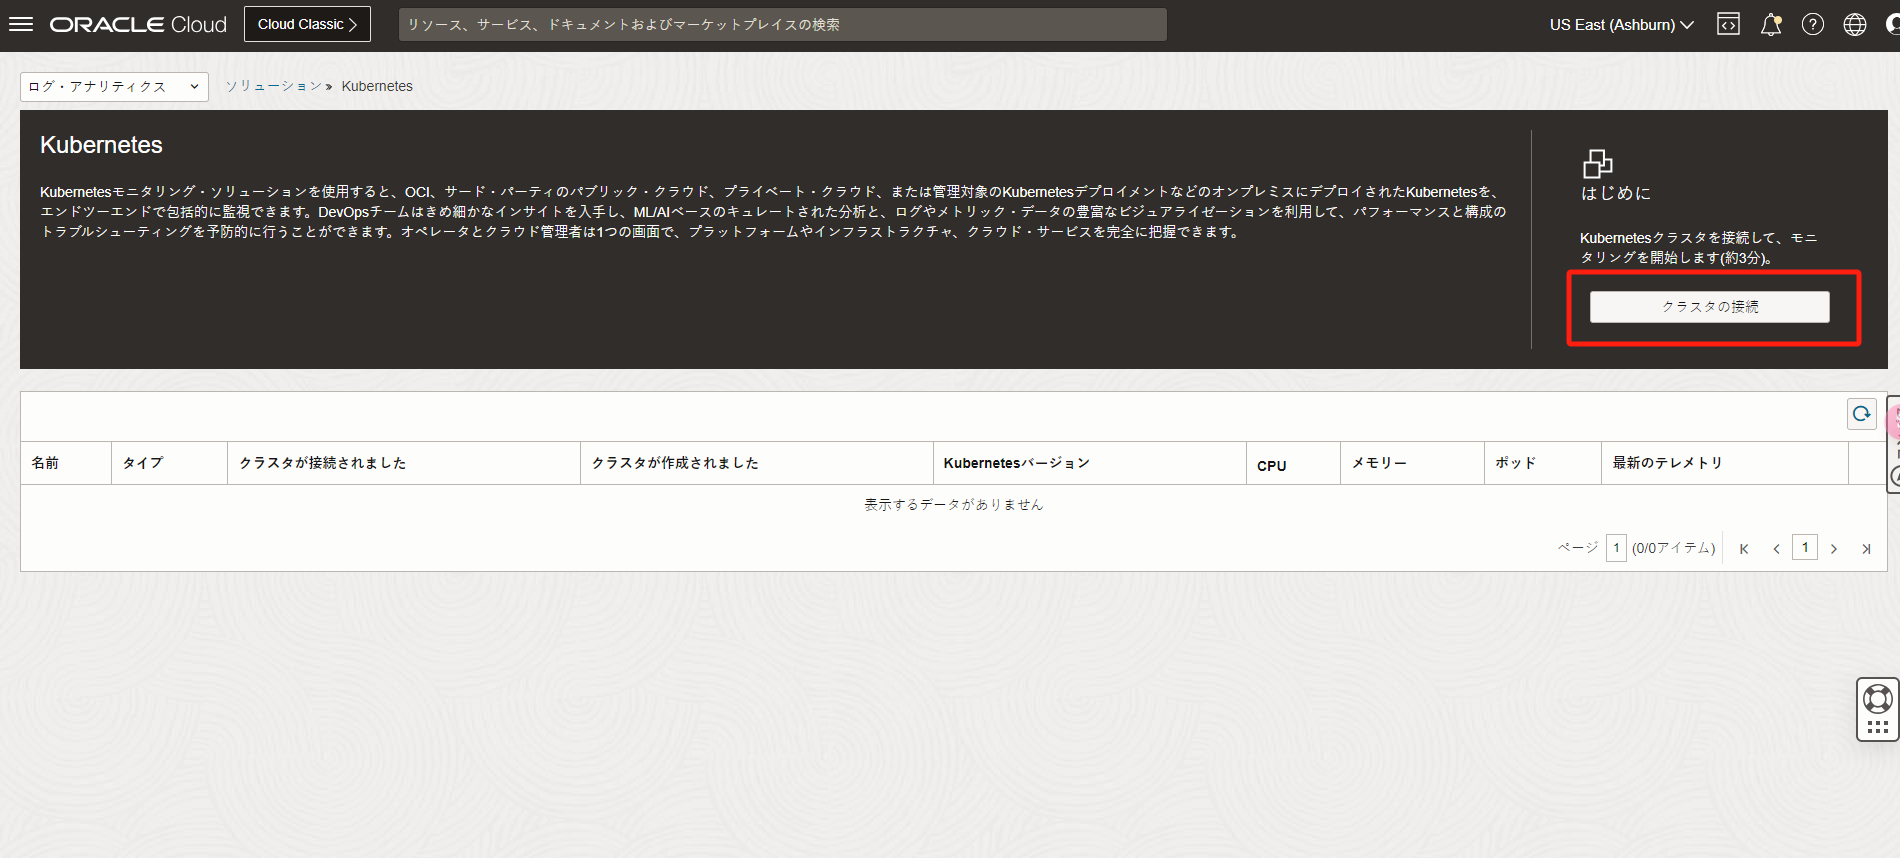 ORACLE Cloud
Cloud Classic
リソース、サービス、ドキュメントおよびマーケットプレイスの検索
US East (Ashburn)
ログ・アナリティクス
ソリューション » Kubernetes
Kubernetes
Kubernetesモニタリング・ソリューションを使用すると、OCI、サード・パーティのパブリック・クラウド、プライベート・クラウド、または管理対象のKubernetesデプロイメントなどのオンプレミスにデプロイされたKubernetesを、
エンドツーエンドで包括的に監視できます。DevOpsチームはきめ細かなインサイトを入手し、ML/AIベースのキュレートされた分析と、ログやメトリック・データの豊富なビジュアライゼーションを利用して、パフォーマンスと構成の
トラブルシューティングを予防的に行うことができます。オペレータとクラウド管理者は1つの画面で、プラットフォームやインフラストラクチャ、クラウド・サービスを完全に把握できます。
はじめに
Kubernetesクラスタを接続して、モニ
タリングを開始します(約3分)。
クラスタの接続
名前 タイプ クラスタが接続されました クラスタが作成されました Kubernetesバージョン CPU メモリー ポッド 最新のテレメトリ
表示するデータがありません
ページ 1 (0/0アイテム) 1